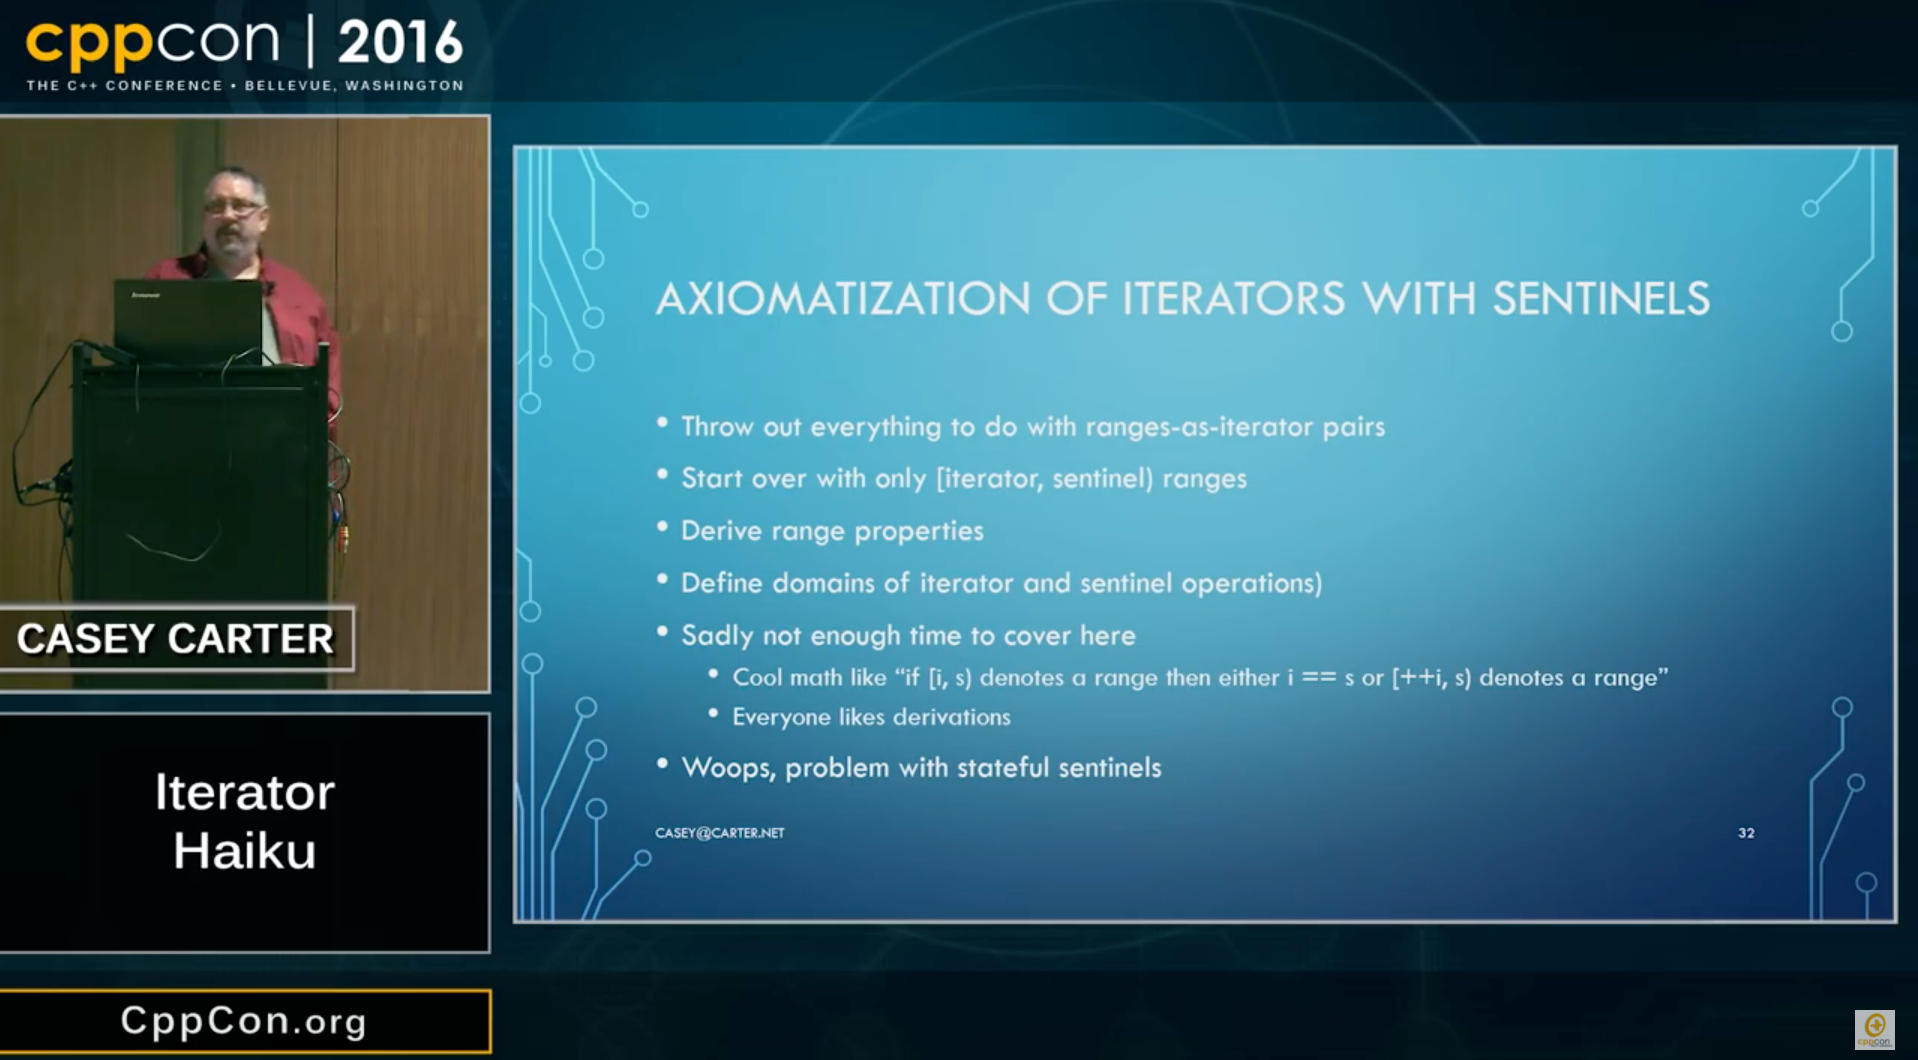 cppcon | 2016
THE C++ CONFERENCE • BELLEVUE, WASHINGTON
lenovo
CASEY CARTER
Iterator
Haiku
CppCon.org
AXIOMATIZATION OF ITERATORS WITH SENTINELS
• Throw out everything to do with ranges-as-iterator pairs
• Start over with only [iterator, sentinel) ranges
• Derive range properties
• Define domains of iterator and sentinel operations)
• Sadly not enough time to cover here
• Cool math like “if [i, s) denotes a range then either i == s or [++i, s) denotes a range”
• Everyone likes derivations
• Woops, problem with stateful sentinels
CASEY@CARTER.NET
32
cppcon